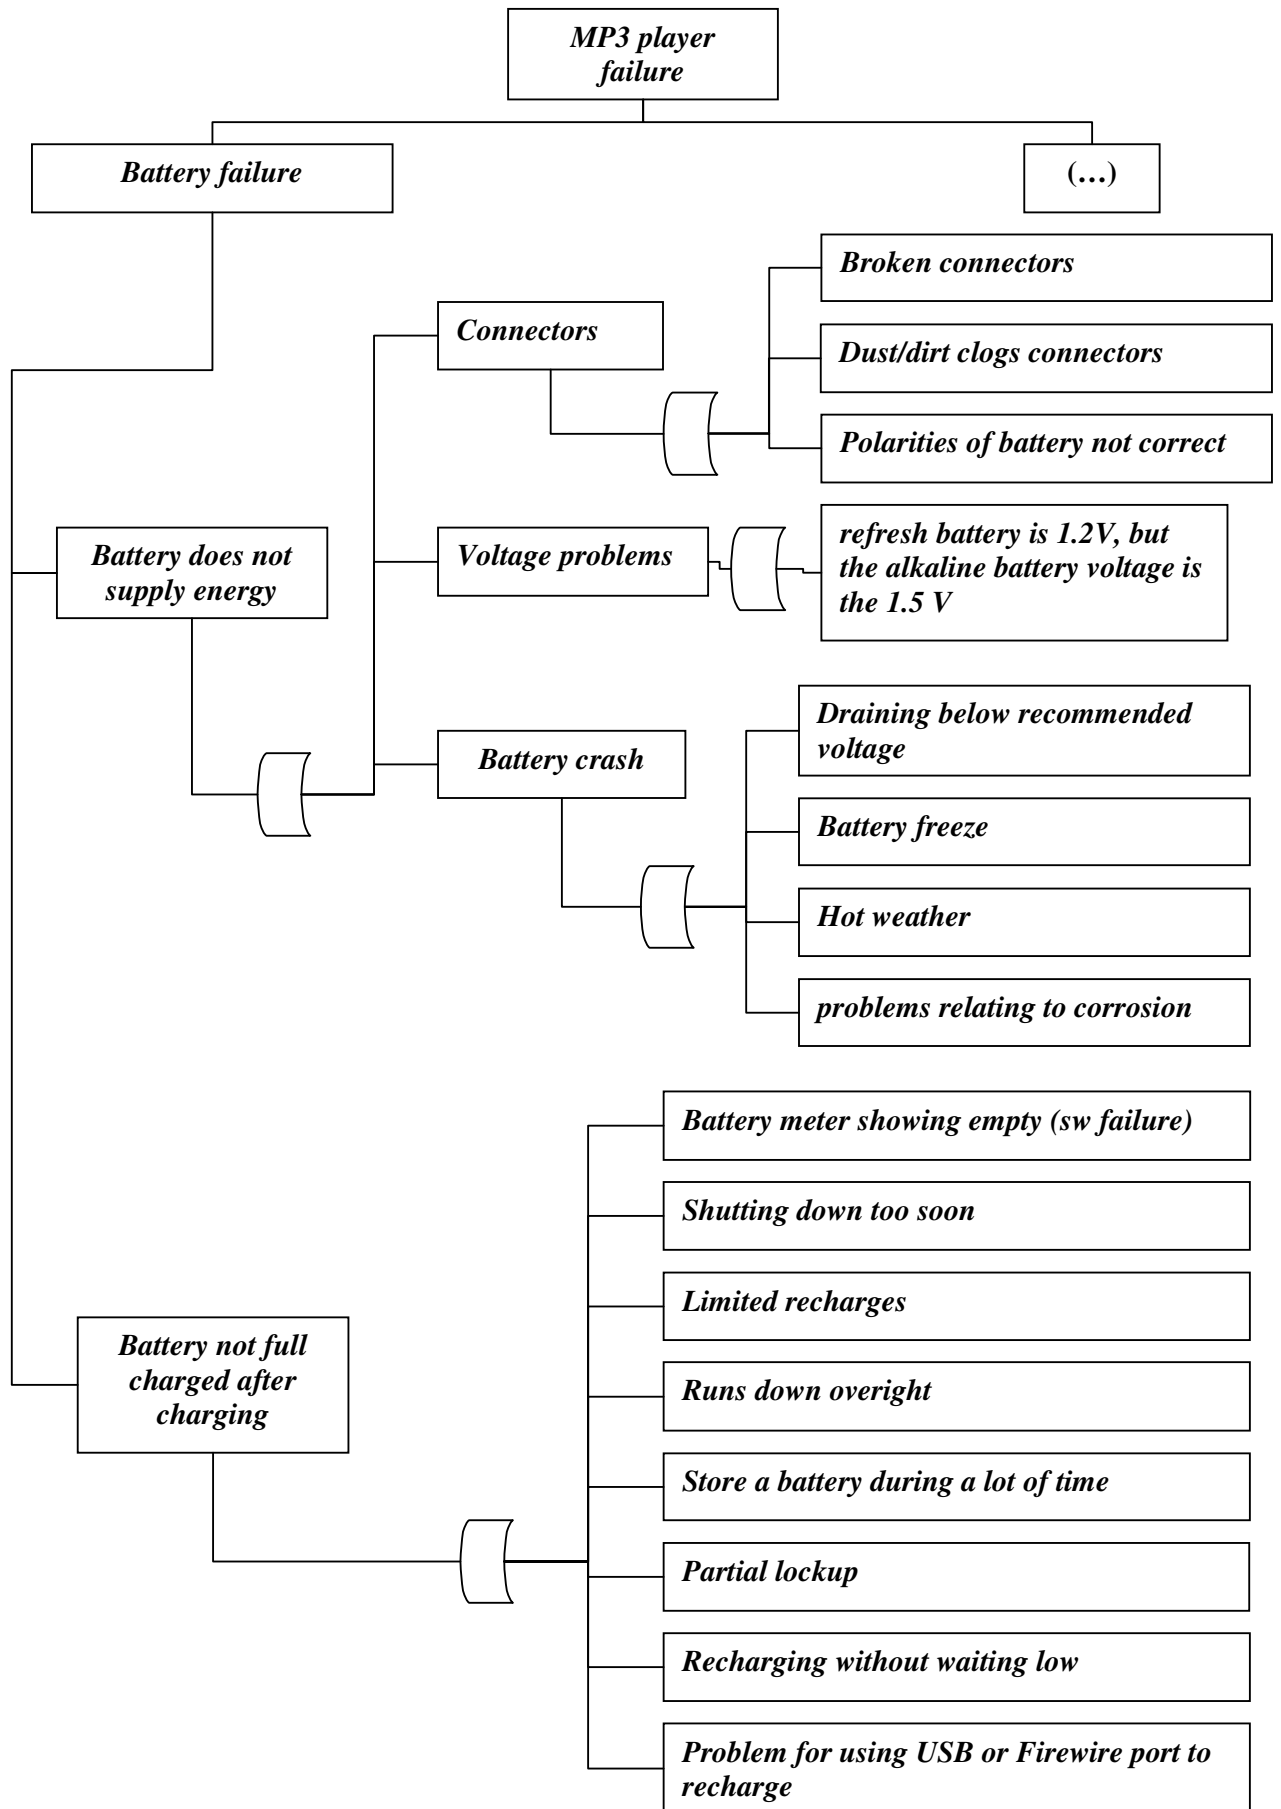 MP3 player
failure
Battery failure
(…)
Broken connectors
Connectors
Dust/dirt clogs connectors
Polarities of battery not correct
Battery does not
supply energy
Voltage problems
refresh battery is 1.2V, but
the alkaline battery voltage is
the 1.5 V
Draining below recommended
voltage
Battery crash
Battery freeze
Hot weather
problems relating to corrosion
Battery meter showing empty (sw failure)
Shutting down too soon
Limited recharges
Battery not full
charged after
charging
Runs down overight
Store a battery during a lot of time
Partial lockup
Recharging without waiting low
Problem for using USB or Firewire port to
recharge